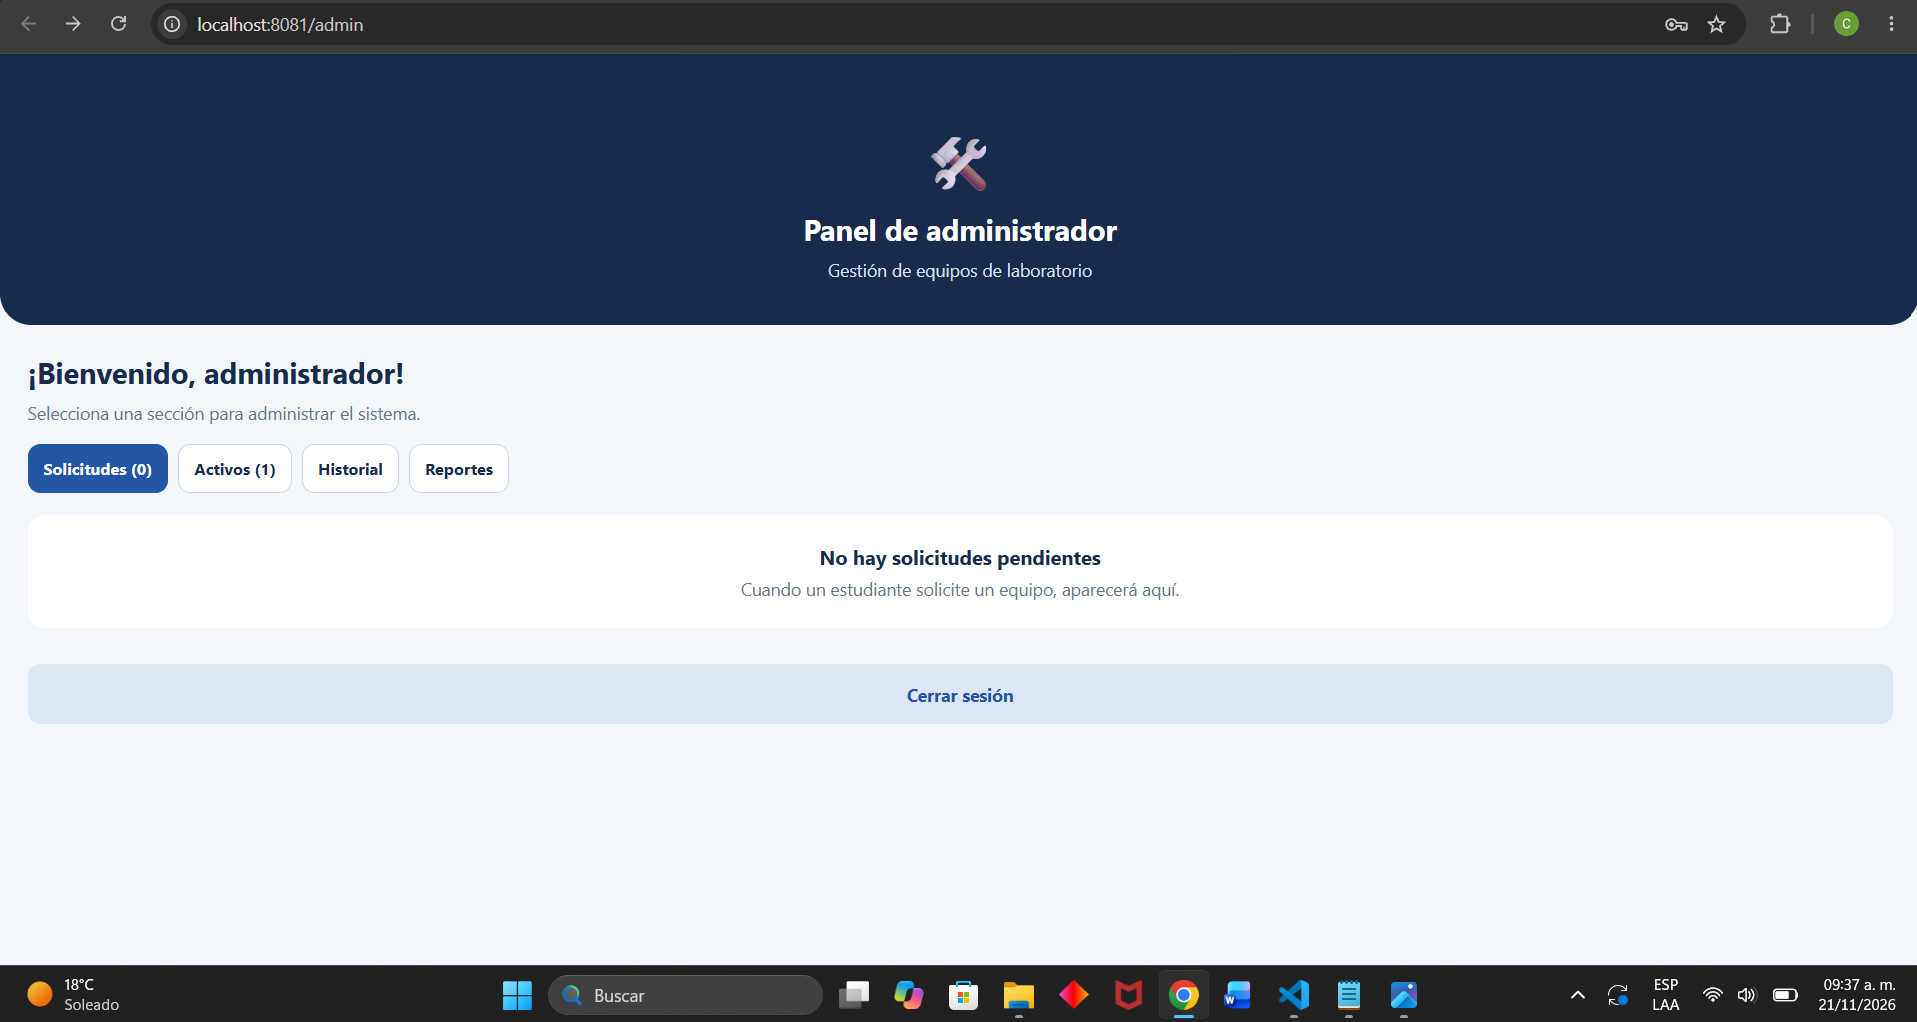 localhost:8081/admin
C
Panel de administrador
Gestión de equipos de laboratorio
¡Bienvenido, administrador!
Selecciona una sección para administrar el sistema.
Solicitudes (0)
Activos (1)
Historial
Reportes
No hay solicitudes pendientes
Cuando un estudiante solicite un equipo, aparecerá aquí.
Cerrar sesión
18°C
Soleado
Buscar
W
ESP
LAA
09:37 a. m.
21/11/2026